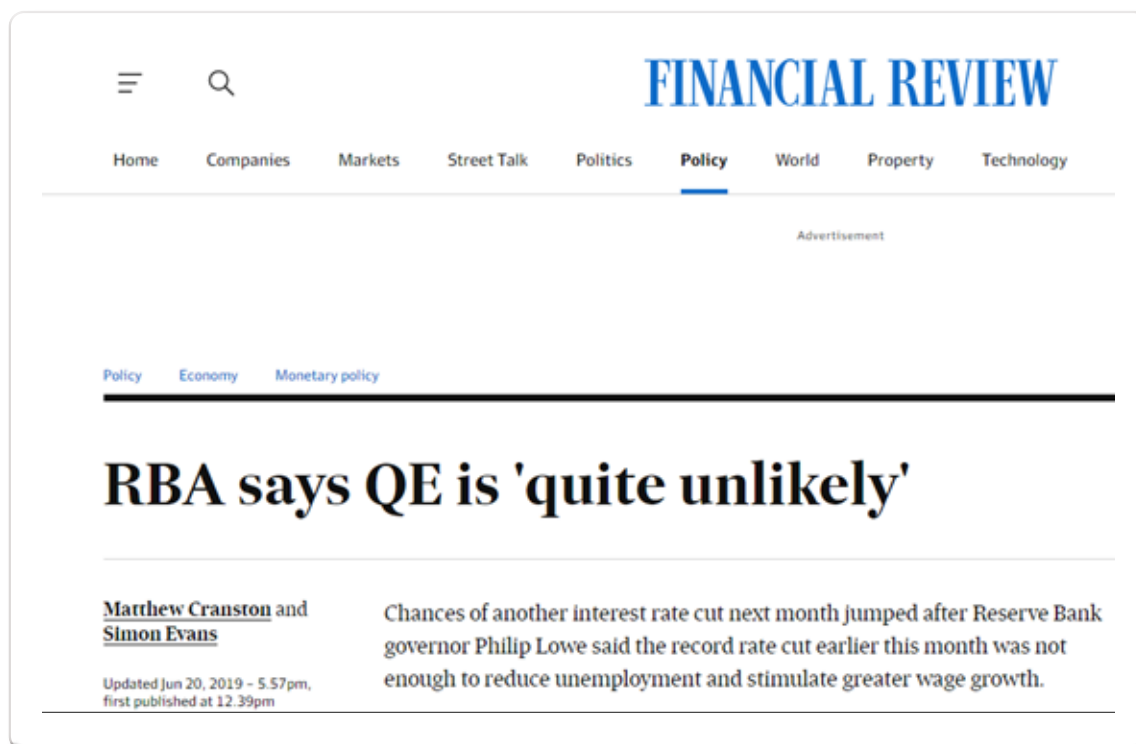 FINANCIAL REVIEW
Home Companies Markets Street Talk Politics Policy World Property Technology
Advertisement
Policy Economy Monetary policy
RBA says QE is 'quite unlikely'
Matthew Cranston and
Simon Evans
Updated Jun 20, 2019 – 5.57pm,
first published at 12.39pm
Chances of another interest rate cut next month jumped after Reserve Bank
governor Philip Lowe said the record rate cut earlier this month was not
enough to reduce unemployment and stimulate greater wage growth.